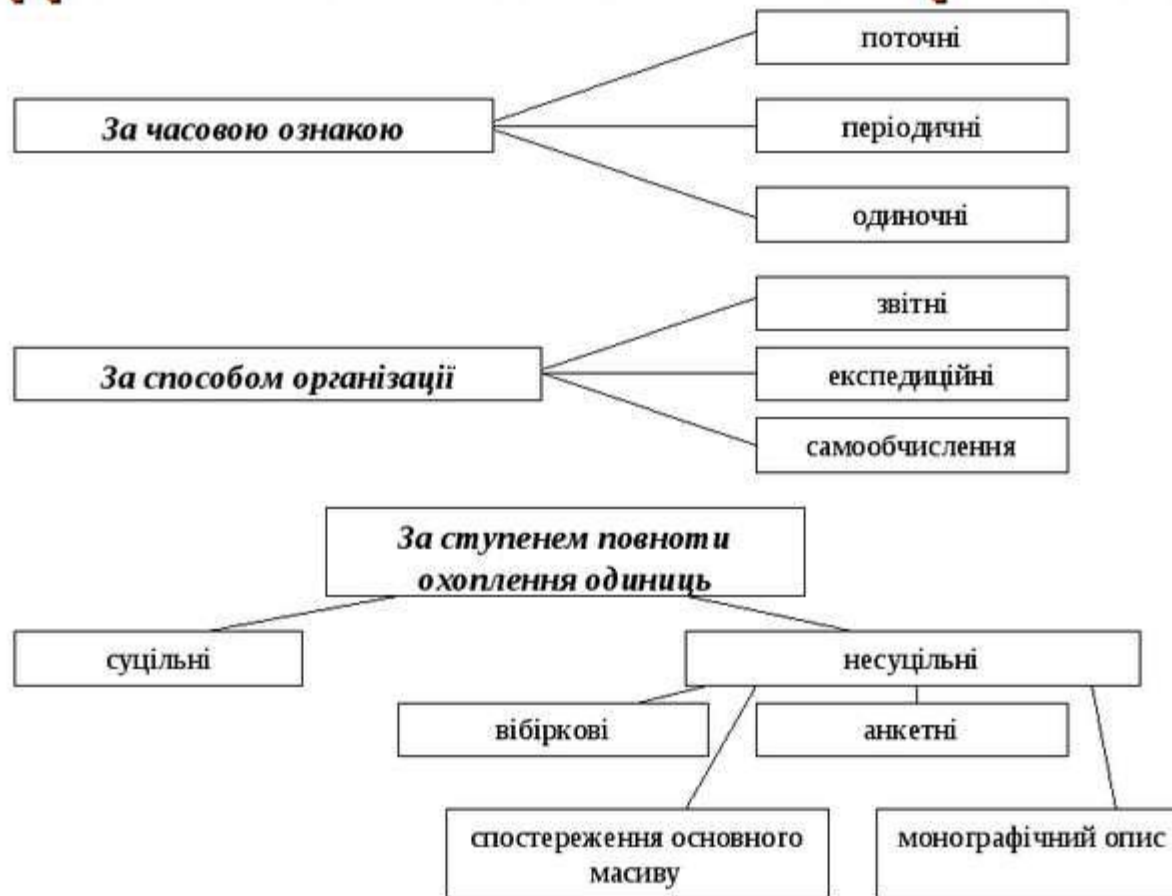 поточні
За часовою ознакою
періодичні
одиночні
звітні
За способом організації
експедиційні
самообчислення
За ступенем повноти
охоплення одиниць
суцільні
несуцільні
вібіркові
анкетні
спостереження основного
масиву
монографічний опис